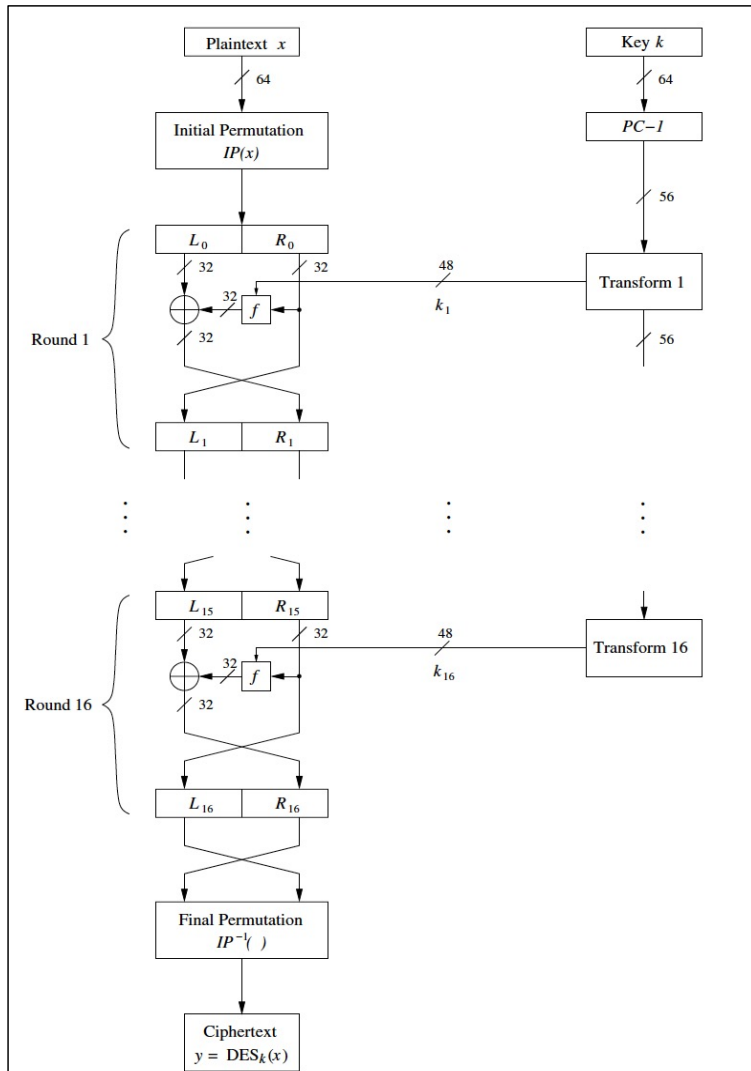 Plaintext x
Key k
64
64
Initial Permutation
IP(x)
PC−1
56
L0 R0
32
32
48
Transform 1
32
f
k1
Round 1
32
56
L1 R1
L15 R15
32
32
48
Transform 16
32
f
k16
Round 16
32
L16 R16
Final Permutation
IP−1( )
Ciphertext
y = DESk(x)